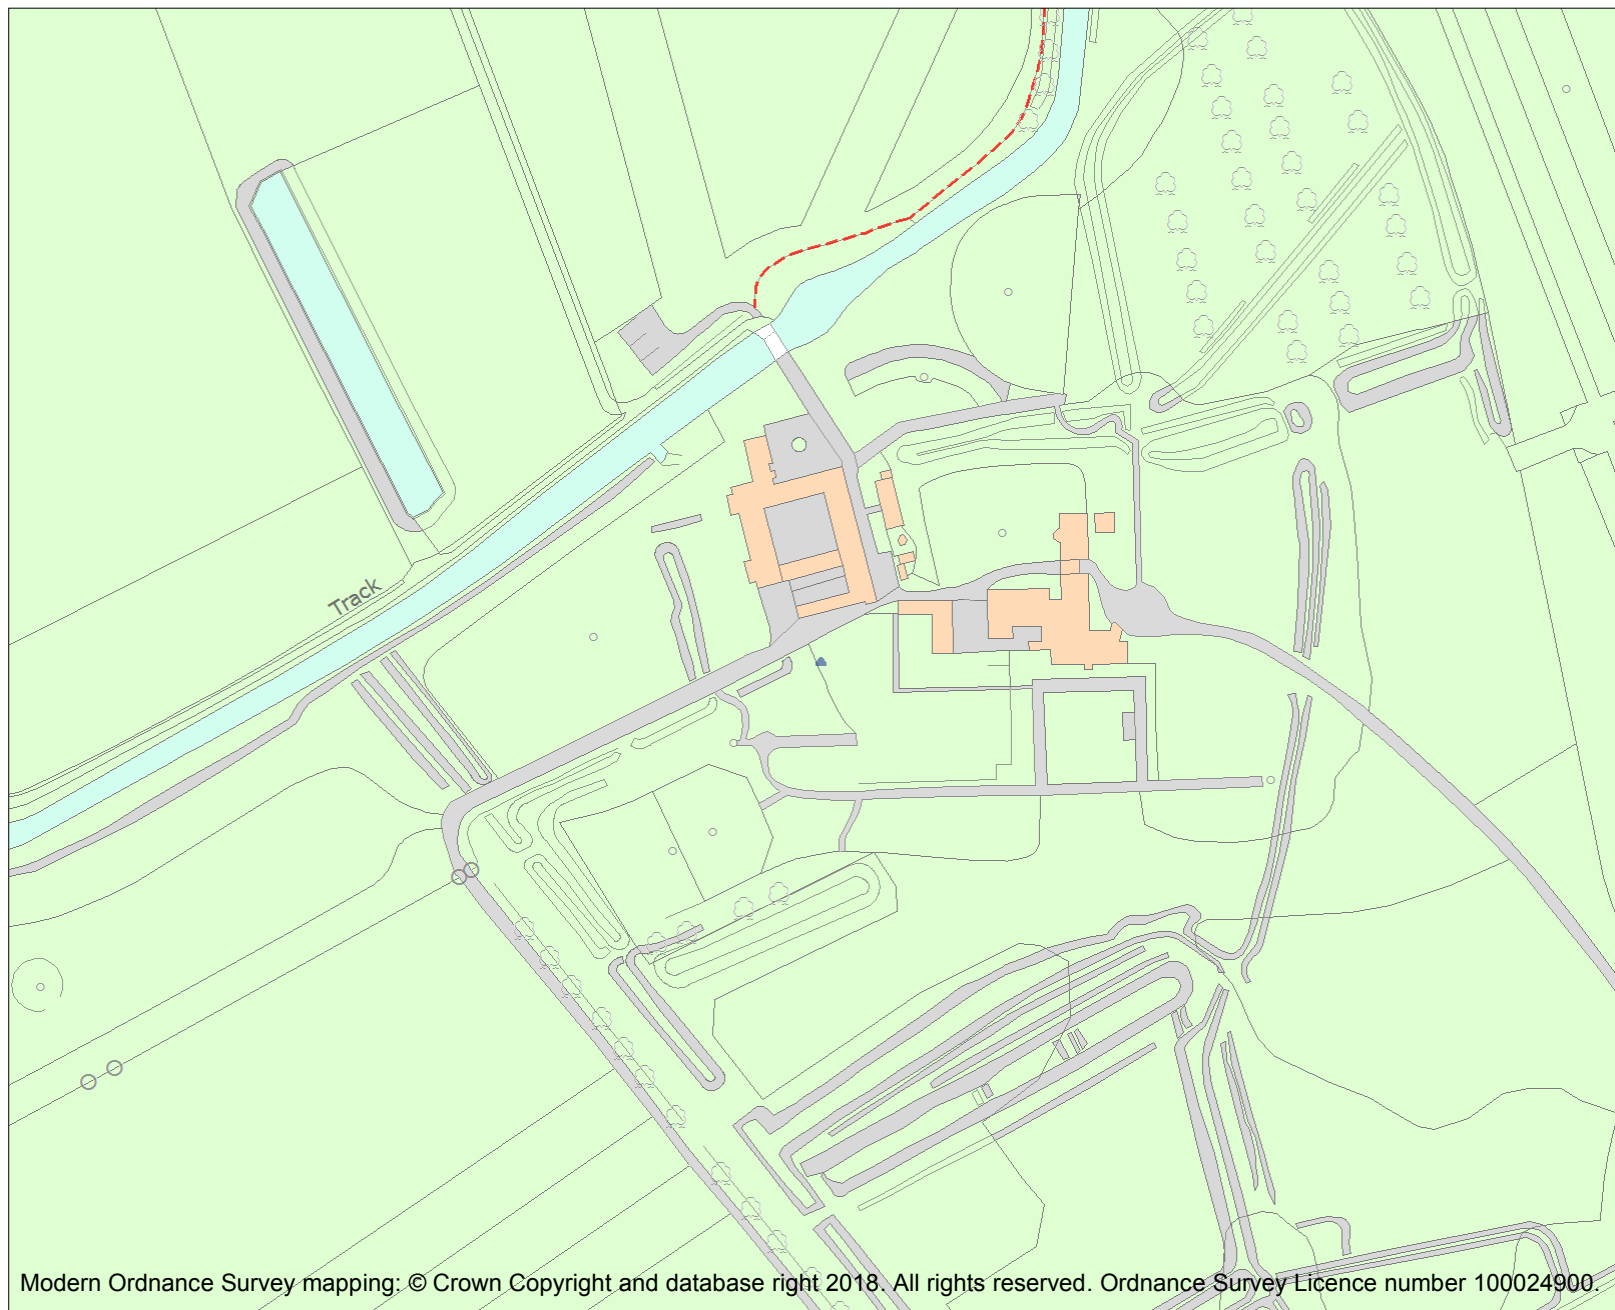 Track
Modern Ordnance Survey mapping: © Crown Copyright and database right 2018. All rights reserved. Ordnance Survey Licence number 100024900.